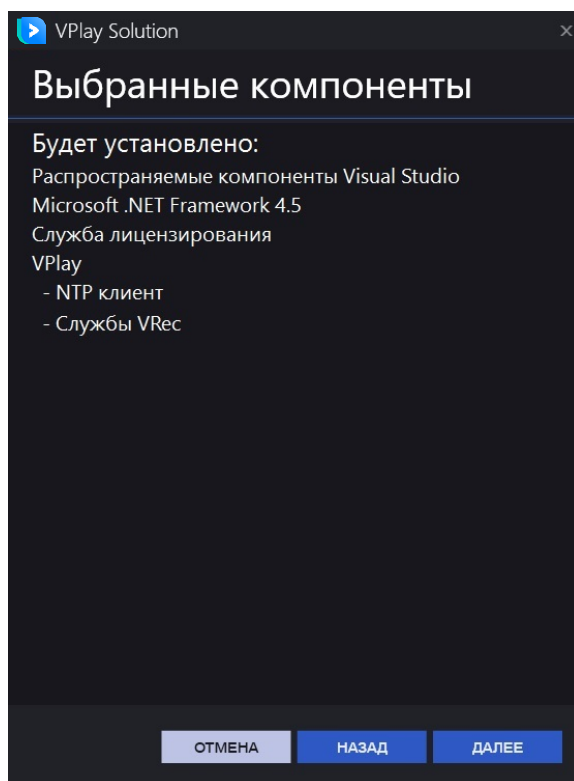 VPlay Solution
Выбранные компоненты
Будет установлено:
Распространяемые компоненты Visual Studio
Microsoft .NET Framework 4.5
Служба лицензирования
VPlay
- NTP клиент
- Службы VRec
ОТМЕНА НАЗАД ДАЛЕЕ